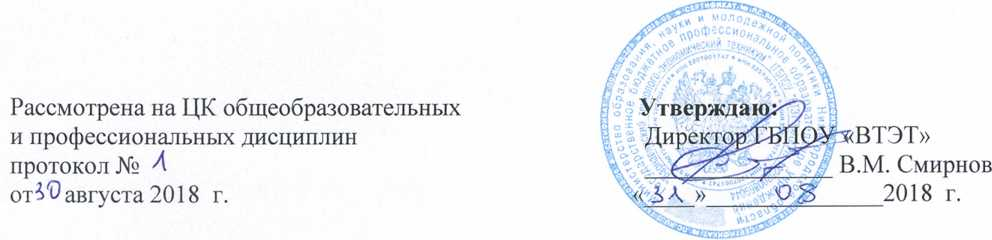 Рассмотрена на ЦК общеобразовательных
и профессиональных дисциплин
протокол № 1
от 30 августа 2018 г.
Утверждаю:
Директор ГБПОУ «ВТЭТ»
В.М. Смирнов
«31» 08 2018 г.